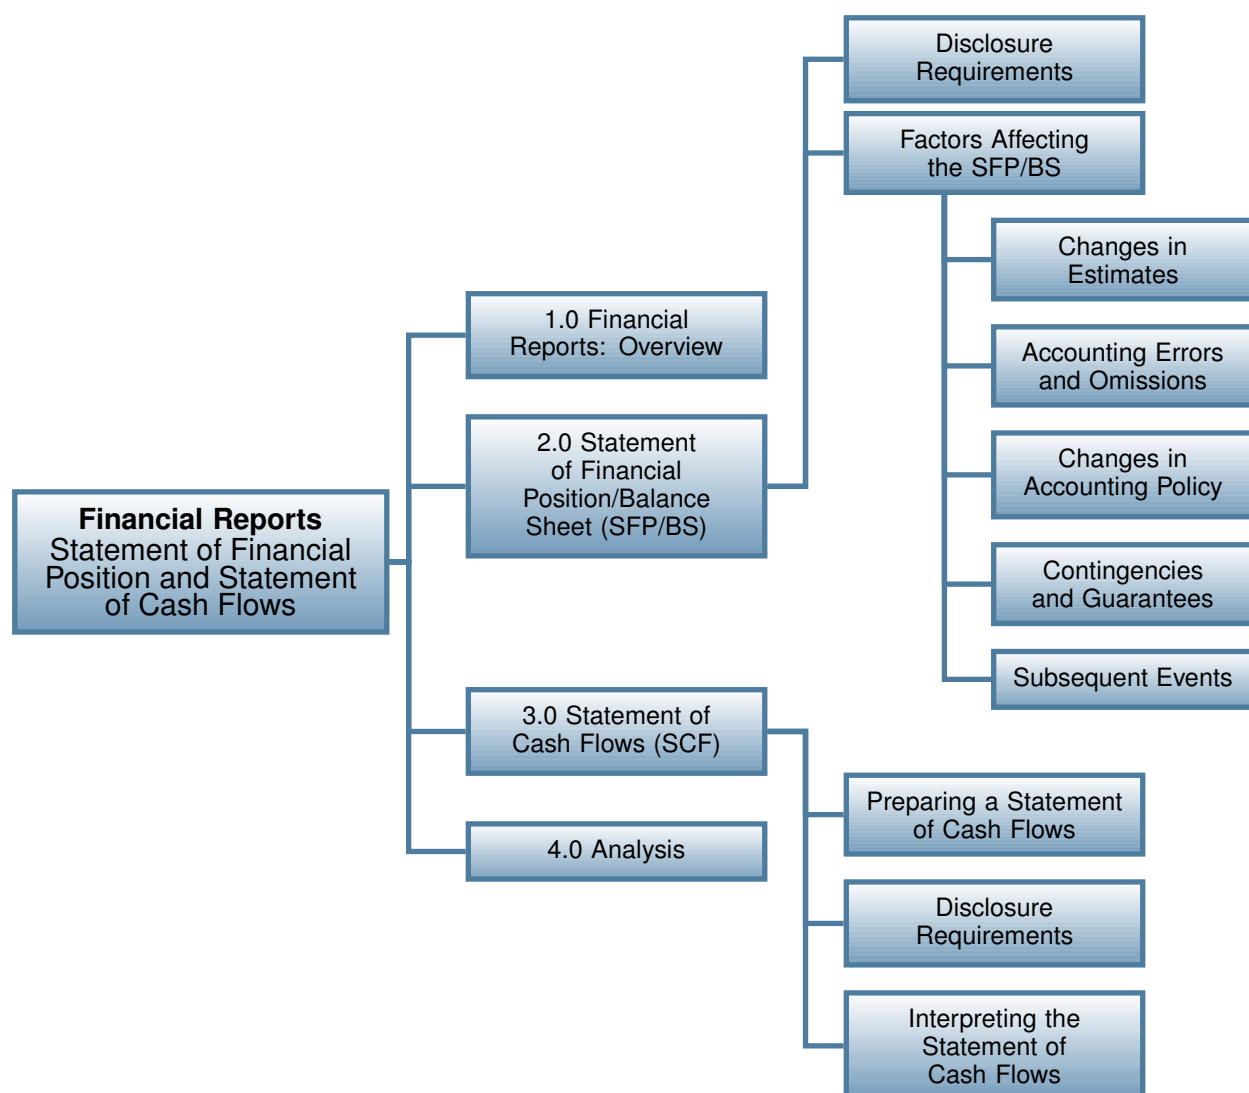 Disclosure
Requirements
Factors Affecting
the SFP/BS
Changes in
Estimates
1.0 Financial
Reports: Overview
Accounting Errors
and Omissions
2.0 Statement
of Financial
Position/Balance
Sheet (SFP/BS)
Changes in
Accounting Policy
Financial Reports
Statement of Financial
Position and Statement
of Cash Flows
Contingencies
and Guarantees
Subsequent Events
3.0 Statement of
Cash Flows (SCF)
Preparing a Statement
of Cash Flows
4.0 Analysis
Disclosure
Requirements
Interpreting the
Statement of
Cash Flows